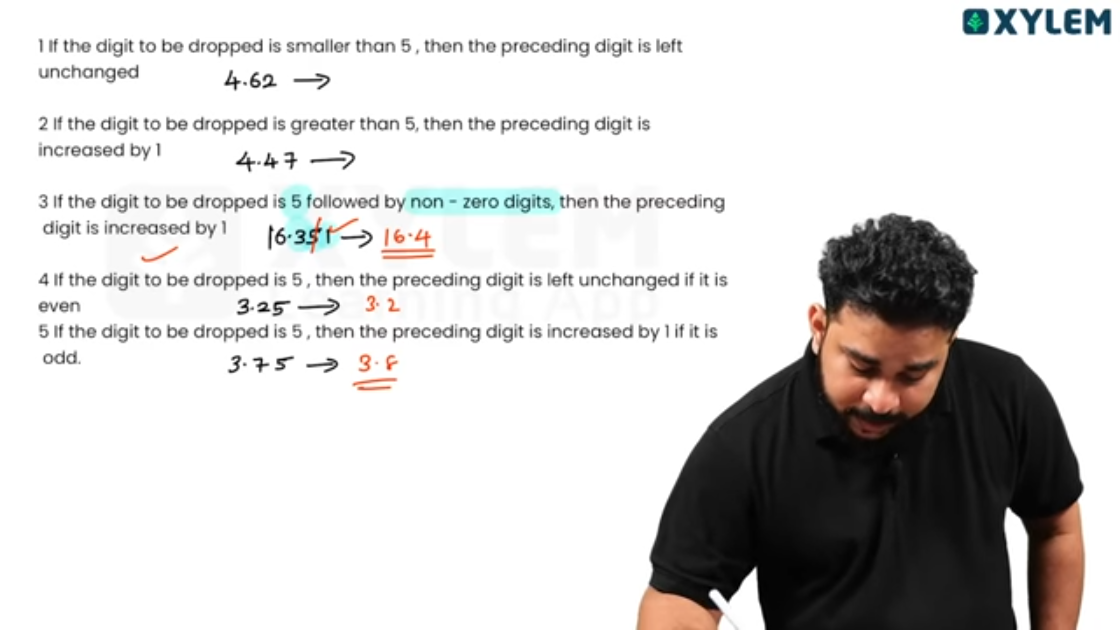 XYLEM
1 If the digit to be dropped is smaller than 5 , then the preceding digit is left
unchanged
4.62 →
2 If the digit to be dropped is greater than 5, then the preceding digit is
increased by 1
4.47 →
3 If the digit to be dropped is 5 followed by non - zero digits, then the preceding
digit is increased by 1
16.351 → 16.4
4 If the digit to be dropped is 5 , then the preceding digit is left unchanged if it is
even
3.25 → 3.2
5 If the digit to be dropped is 5 , then the preceding digit is increased by 1 if it is
odd.
3.75 → 3.8
XYLEM
Learning App